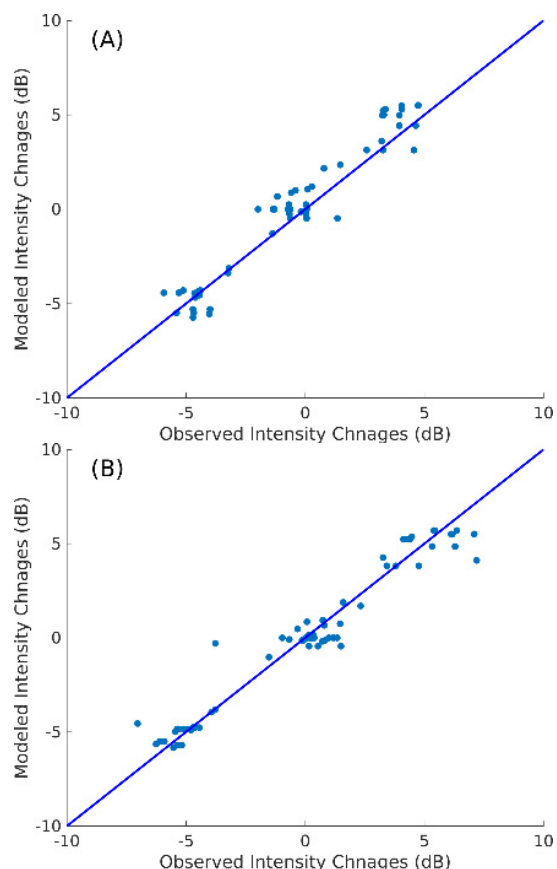 (A)
10
5
0
-5
-10
Modeled Intensity Chnages (dB)
-10 -5 0 5 10
Observed Intensity Chnages (dB)
(B)
10
5
0
-5
-10
Modeled Intensity Chnages (dB)
-10 -5 0 5 10
Observed Intensity Chnages (dB)